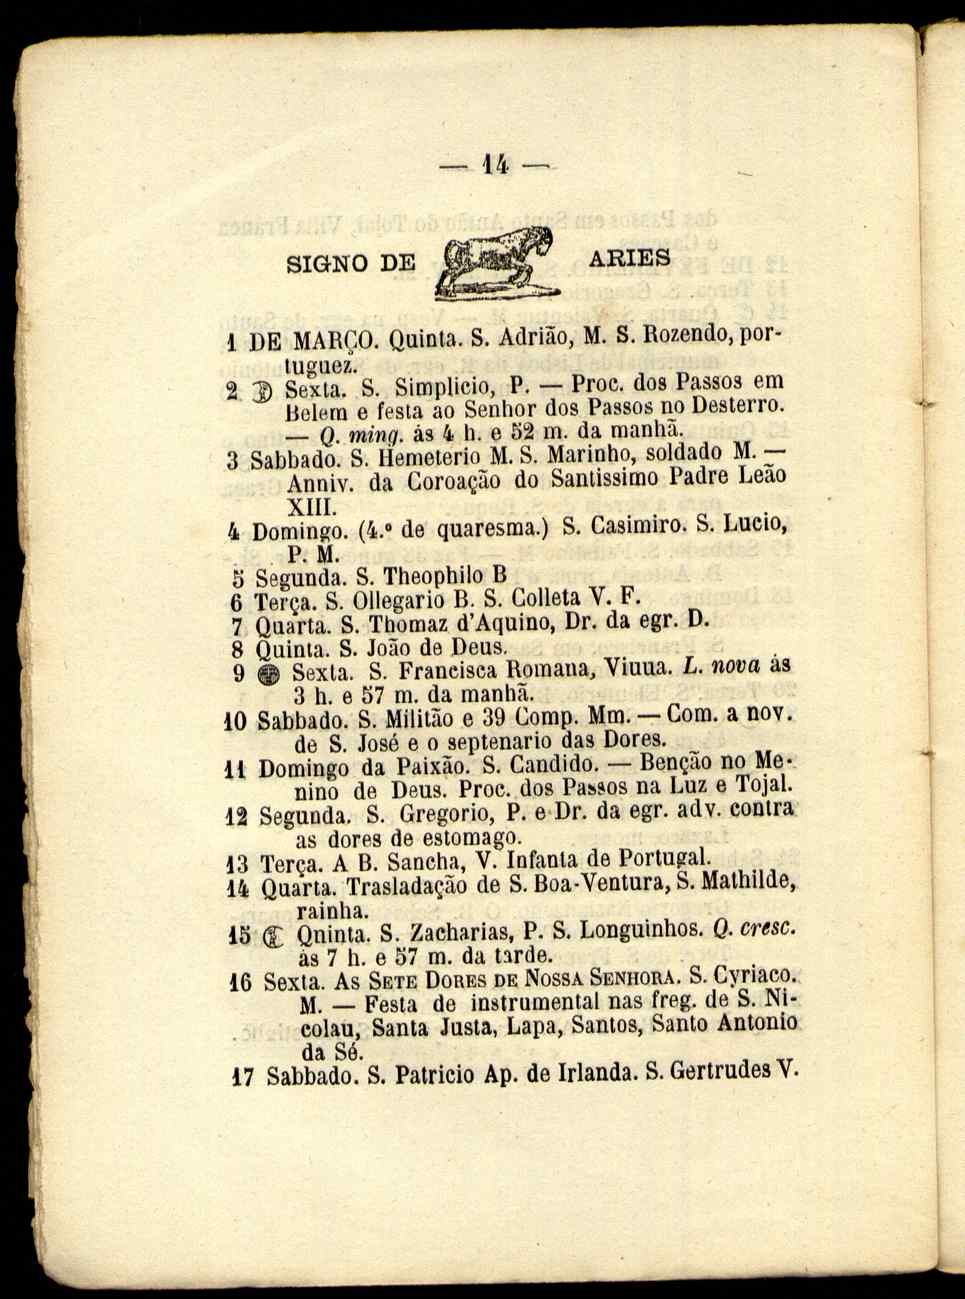 — 14 —
SIGNO DE ARIES
1 DE MARÇO. Quinta. S. Adrião, M. S. Rozendo, por-
tuguez.
2 Sexta. S. Simplicio, P. — Proc. dos Passos em
Belem e festa ao Senhor dos Passos no Desterro.
— Q. ming. ás 4 h. e 52 m. da manhã.
3 Sabbado. S. Hemeterio M. S. Marinho, soldado M. —
Anniv. da Coroação do Santissimo Padre Leão
XIII.
4 Domingo. (4.º de quaresma.) S. Casimiro. S. Lucio,
P. M.
5 Segunda. S. Theophilo B
6 Terça. S. Ollegario B. S. Colleta V. F.
7 Quarta. S. Thomaz d'Aquino, Dr. da egr. D.
8 Quinta. S. João de Deus.
9 Sexta. S. Francisca Romana, Viuua. L. nova ás
3 h. e 57 m. da manhã.
10 Sabbado. S. Militão e 39 Comp. Mm. — Com. a nov.
de S. José e o septenario das Dores.
11 Domingo da Paixão. S. Candido. — Benção no Me-
nino de Deus. Proc. dos Passos na Luz e Tojal.
12 Segunda. S. Gregorio, P. e Dr. da egr. adv. contra
as dores de estomago.
13 Terça. A B. Sancha, V. Infanta de Portugal.
14 Quarta. Trasladação de S. Boa-Ventura, S. Mathilde,
rainha.
15 Qninta. S. Zacharias, P. S. Longuinhos. Q. cresc.
ás 7 h. e 57 m. da tarde.
16 Sexta. As SETE DORES DE NOSSA SENHORA. S. Cyriaco.
M. — Festa de instrumental nas freg. de S. Ni-
colau, Santa Justa, Lapa, Santos, Santo Antonio
da Sé.
17 Sabbado. S. Patricio Ap. de Irlanda. S. Gertrudes V.